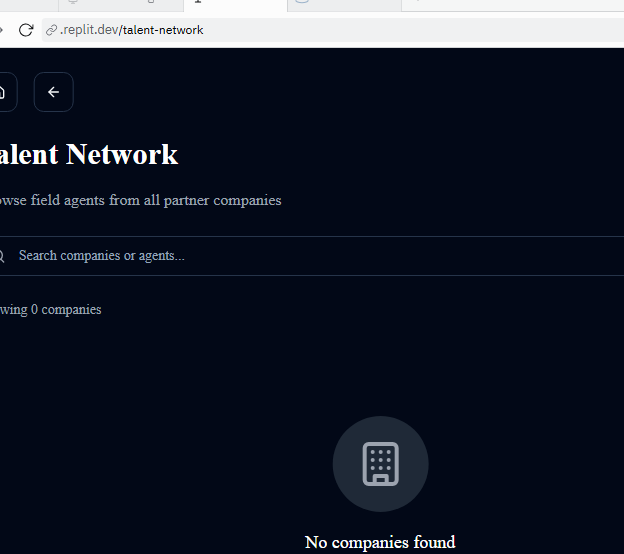 .replit.dev/talent-network
alent Network
wse field agents from all partner companies
Search companies or agents...
wing 0 companies
No companies found